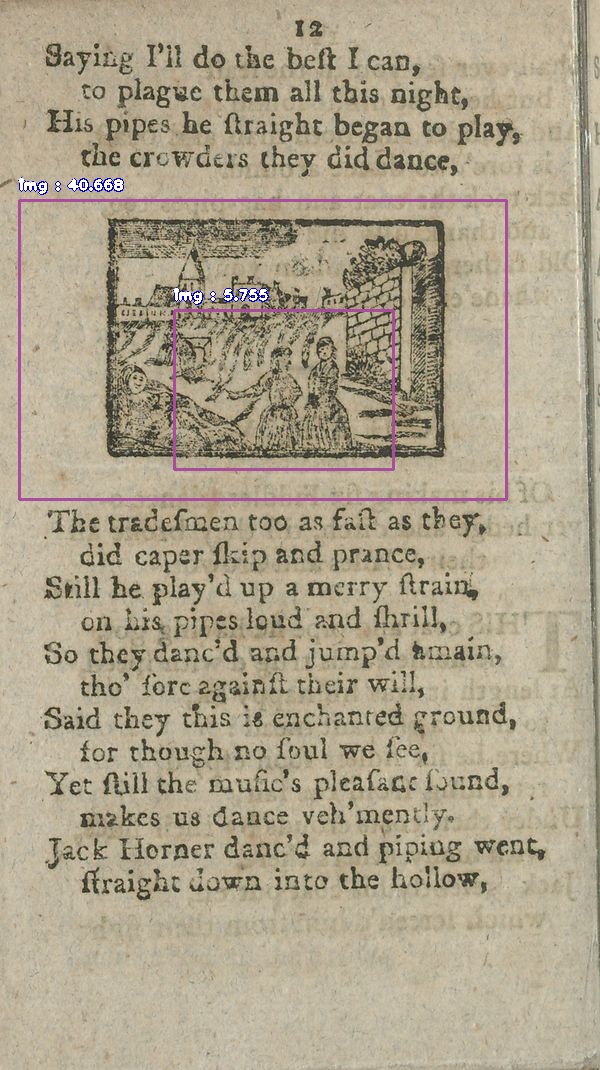 12
Saying I'll do the beſt I can,
to plague them all this night,
His pipes he ſtraight began to play,
the crowders they did dance,
img : 40.668
img : 5.755
The tradeſmen too as faſt as they,
did caper ſkip and prance,
Still he play'd up a merry ſtrain,
on his pipes loud and ſhrill,
So they danc'd and jump'd amain,
tho' ſore againſt their will,
Said they this is enchanted ground,
for though no ſoul we ſee,
Yet ſtill the muſic's pleaſant ſound,
makes us dance veh'mently.
Jack Horner danc'd and piping went,
ſtraight down into the hollow,